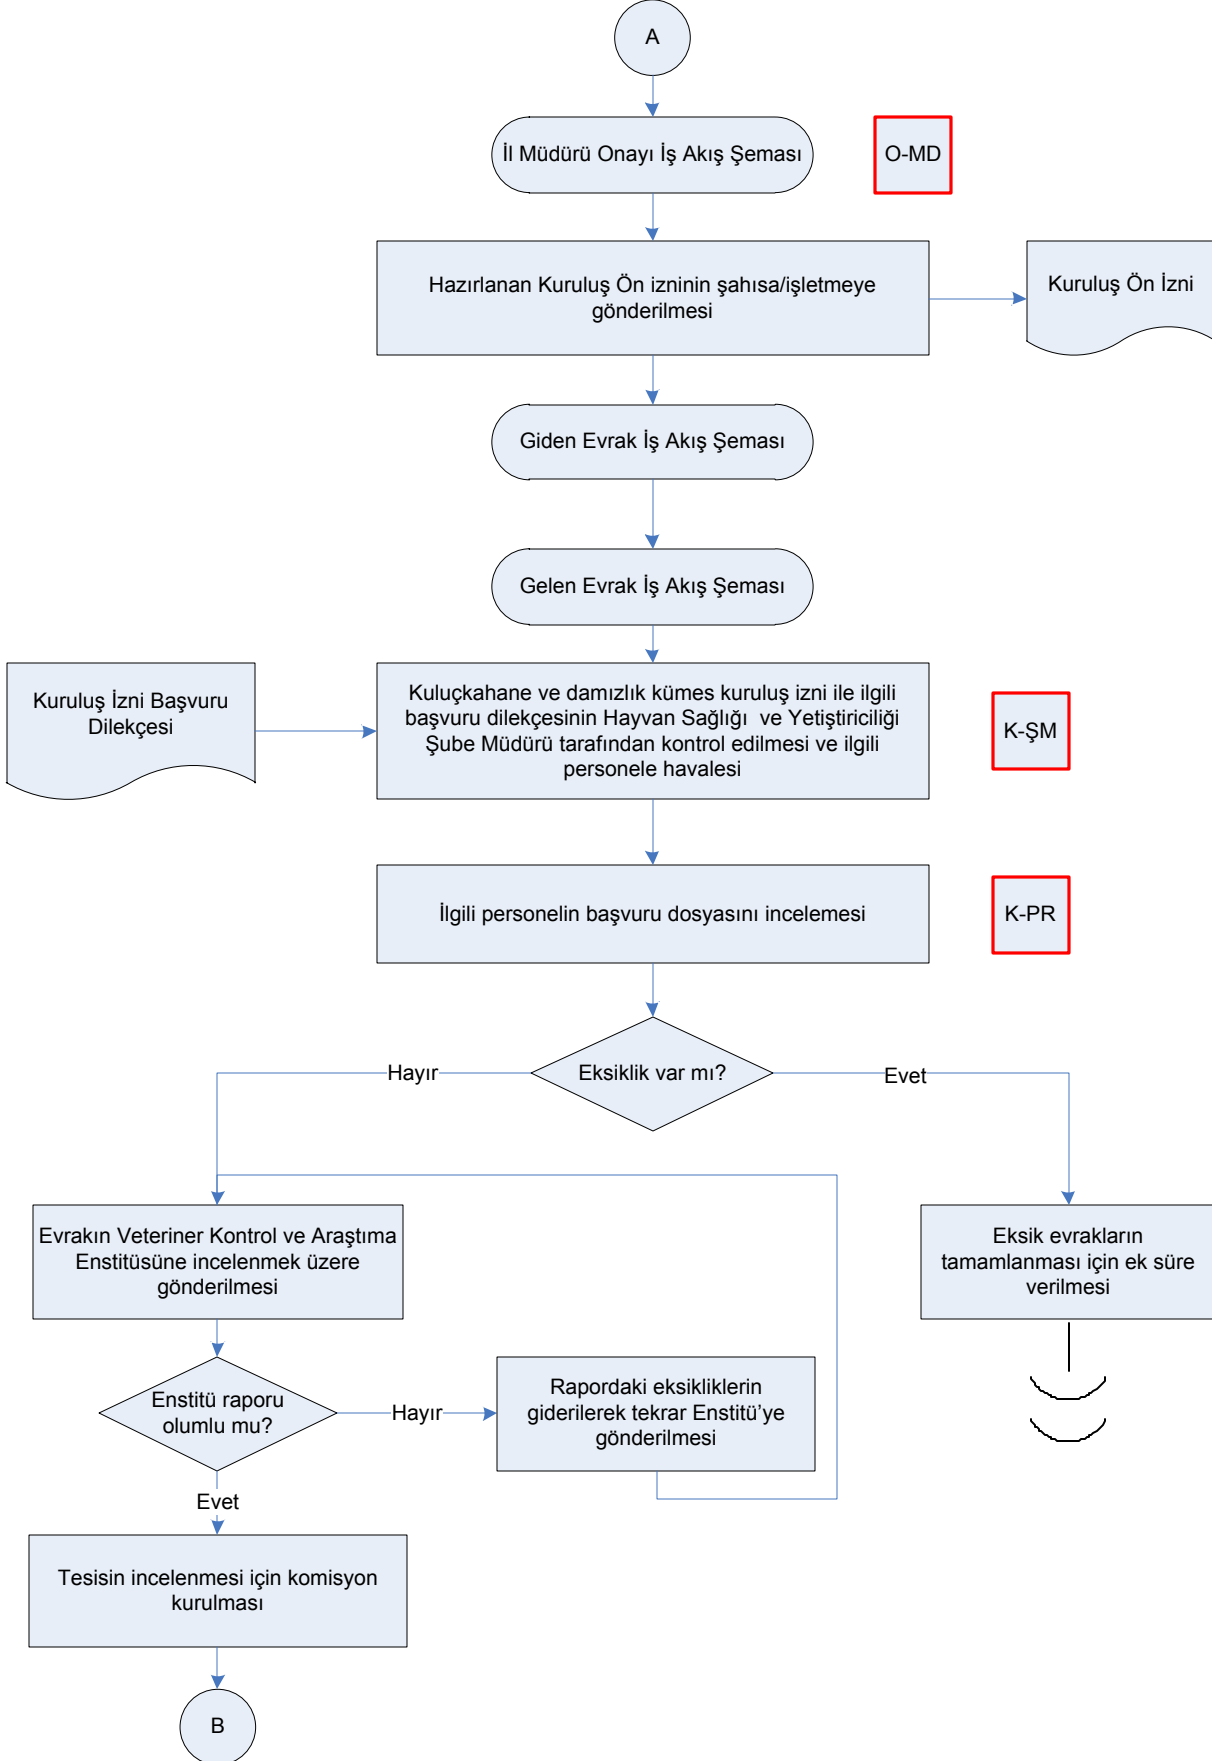 A
İl Müdürü Onayı İş Akış Şeması
O-MD
Hazırlanan Kuruluş Ön izninin şahısa/işletmeye
gönderilmesi
Kuruluş Ön İzni
Giden Evrak İş Akış Şeması
Gelen Evrak İş Akış Şeması
Kuruluş İzni Başvuru
Dilekçesi
Kuluçkahane ve damızlık kümes kuruluş izni ile ilgili
başvuru dilekçesinin Hayvan Sağlığı ve Yetiştiriciliği
Şube Müdürü tarafından kontrol edilmesi ve ilgili
personele havalesi
K-ŞM
İlgili personelin başvuru dosyasını incelemesi
K-PR
Eksiklik var mı?
Hayır
Evet
Evrakın Veteriner Kontrol ve Araştıma
Enstitüsüne incelenmek üzere
gönderilmesi
Eksik evrakların
tamamlanması için ek süre
verilmesi
Enstitü raporu
olumlu mu?
Hayır
Rapordaki eksikliklerin
giderilerek tekrar Enstitü’ye
gönderilmesi
Evet
Tesisin incelenmesi için komisyon
kurulması
B